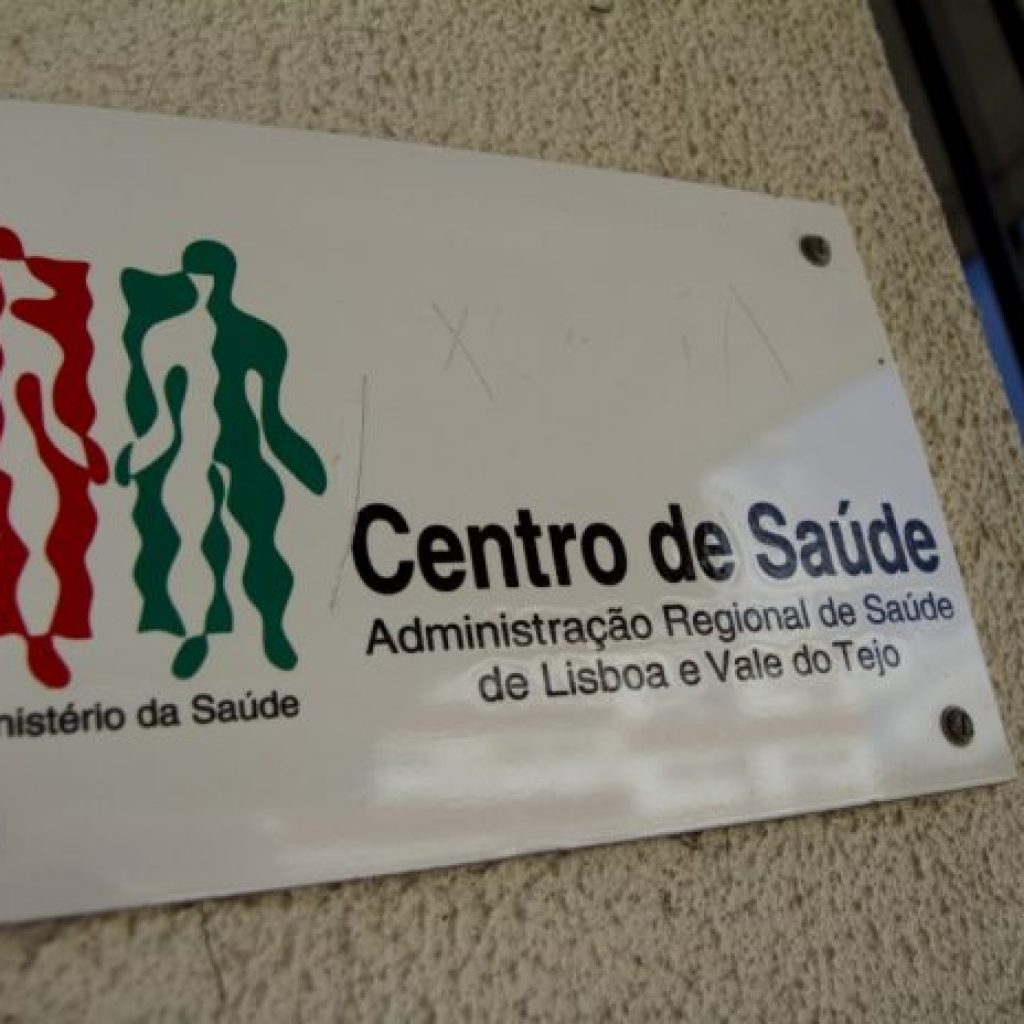 Centro de Saúde
Administração Regional de Saúde
de Lisboa e Vale do Tejo
nistério da Saúde